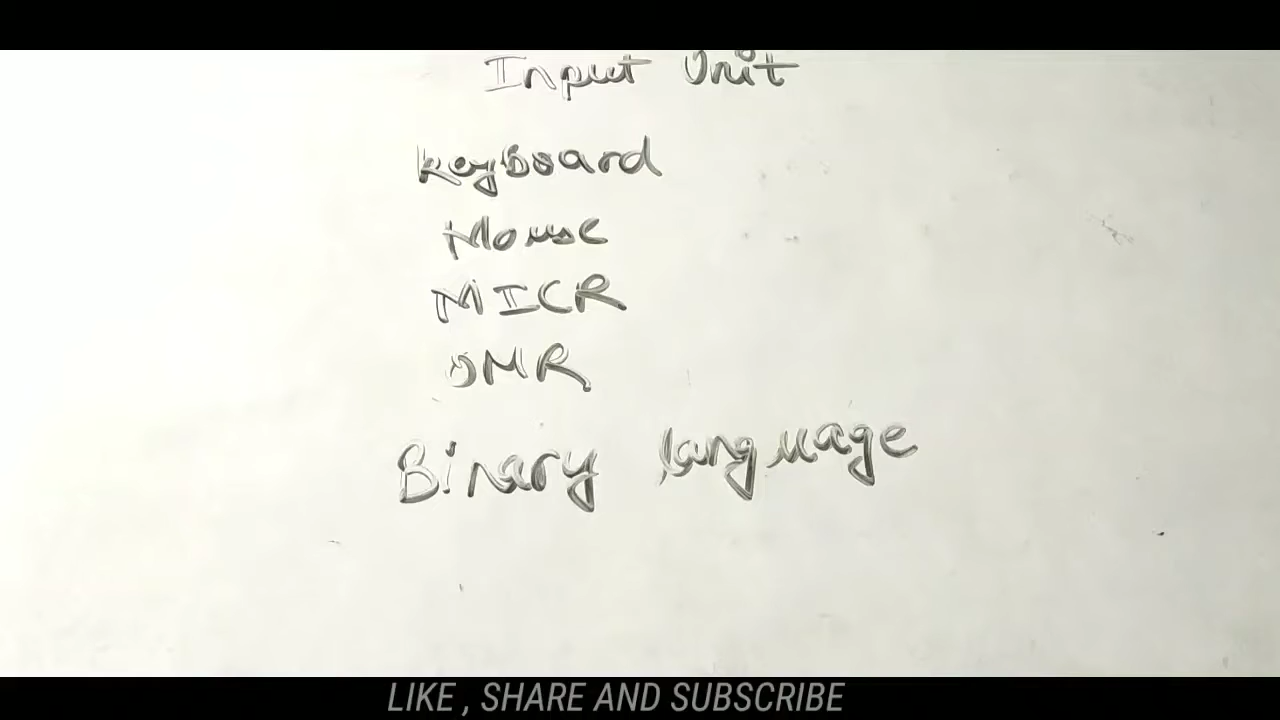 Input Unit
Keyboard
Mouse
MICR
OMR
Binary language
LIKE , SHARE AND SUBSCRIBE